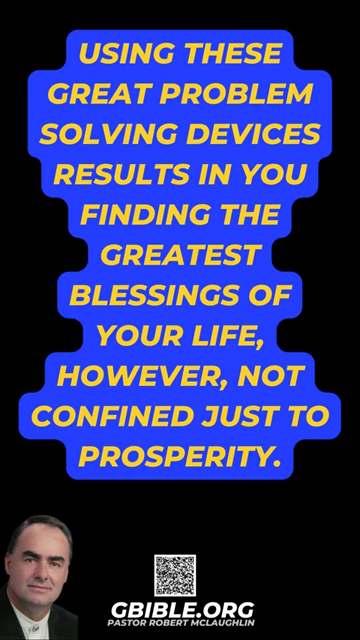 USING THESE
GREAT PROBLEM
SOLVING DEVICES
RESULTS IN YOU
FINDING THE
GREATEST
BLESSINGS OF
YOUR LIFE,
HOWEVER, NOT
CONFINED JUST TO
PROSPERITY.
GBIBLE.ORG
PASTOR ROBERT MCLAUGHLIN